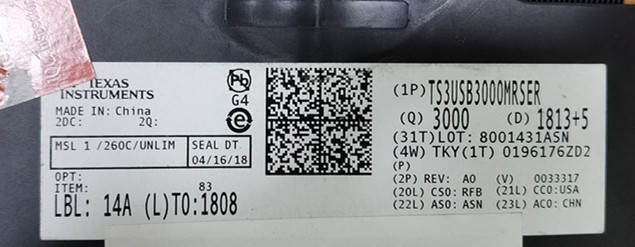 TEXAS
INSTRUMENTS
MADE IN: China
2DC: 2Q:
MSL 1 /260C/UNLIM
SEAL DT.
04/16/18
OPT:
ITEM: 83
LBL: 14A (L)TO:1808
Pb
G4
e
(1P)TS3USB3000MRSER
(Q) 3000 (D) 1813+5
(31T)LOT: 8001431ASN
(4W) TKY(1T) 0196176ZD2
(P)
(2P) REV: A0 (V) 0033317
(20L) CSO: RFB (21L) CCO:USA
(22L) ASO: ASN (23L) ACO: CHN